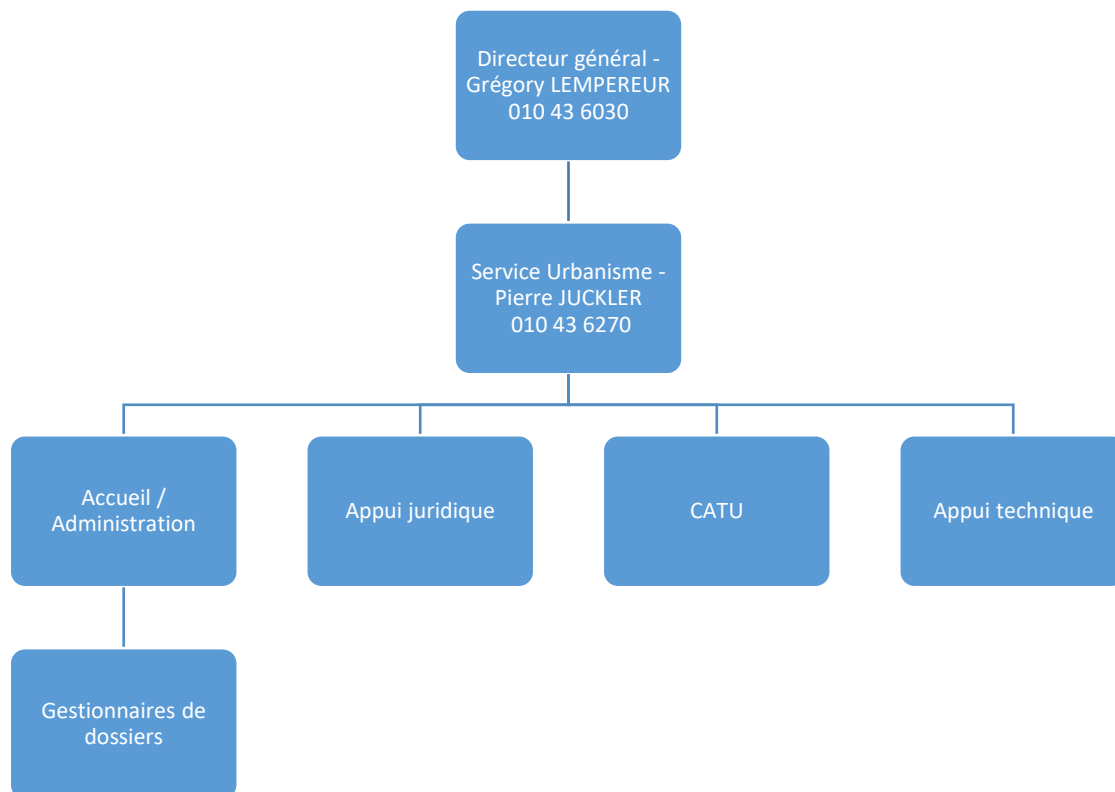 Directeur général -
Grégory LEMPEREUR
010 43 6030
Service Urbanisme -
Pierre JUCKLER
010 43 6270
Accueil /
Administration
Appui juridique
CATU
Appui technique
Gestionnaires de
dossiers